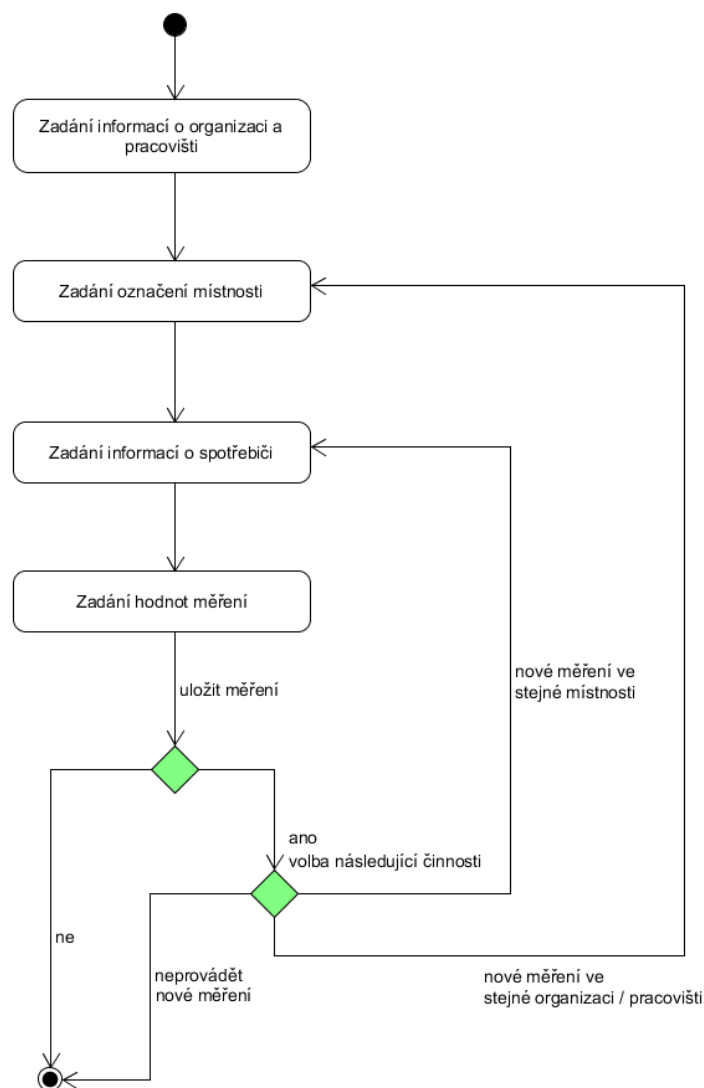 Zadání informací o organizaci a
pracovišti
Zadání označení místnosti
Zadání informací o spotřebiči
Zadání hodnot měření
uložit měření
nové měření ve
stejné místnosti
ano
volba následující činnosti
ne
neprovádět
nové měření
nové měření ve
stejné organizaci / pracovišti